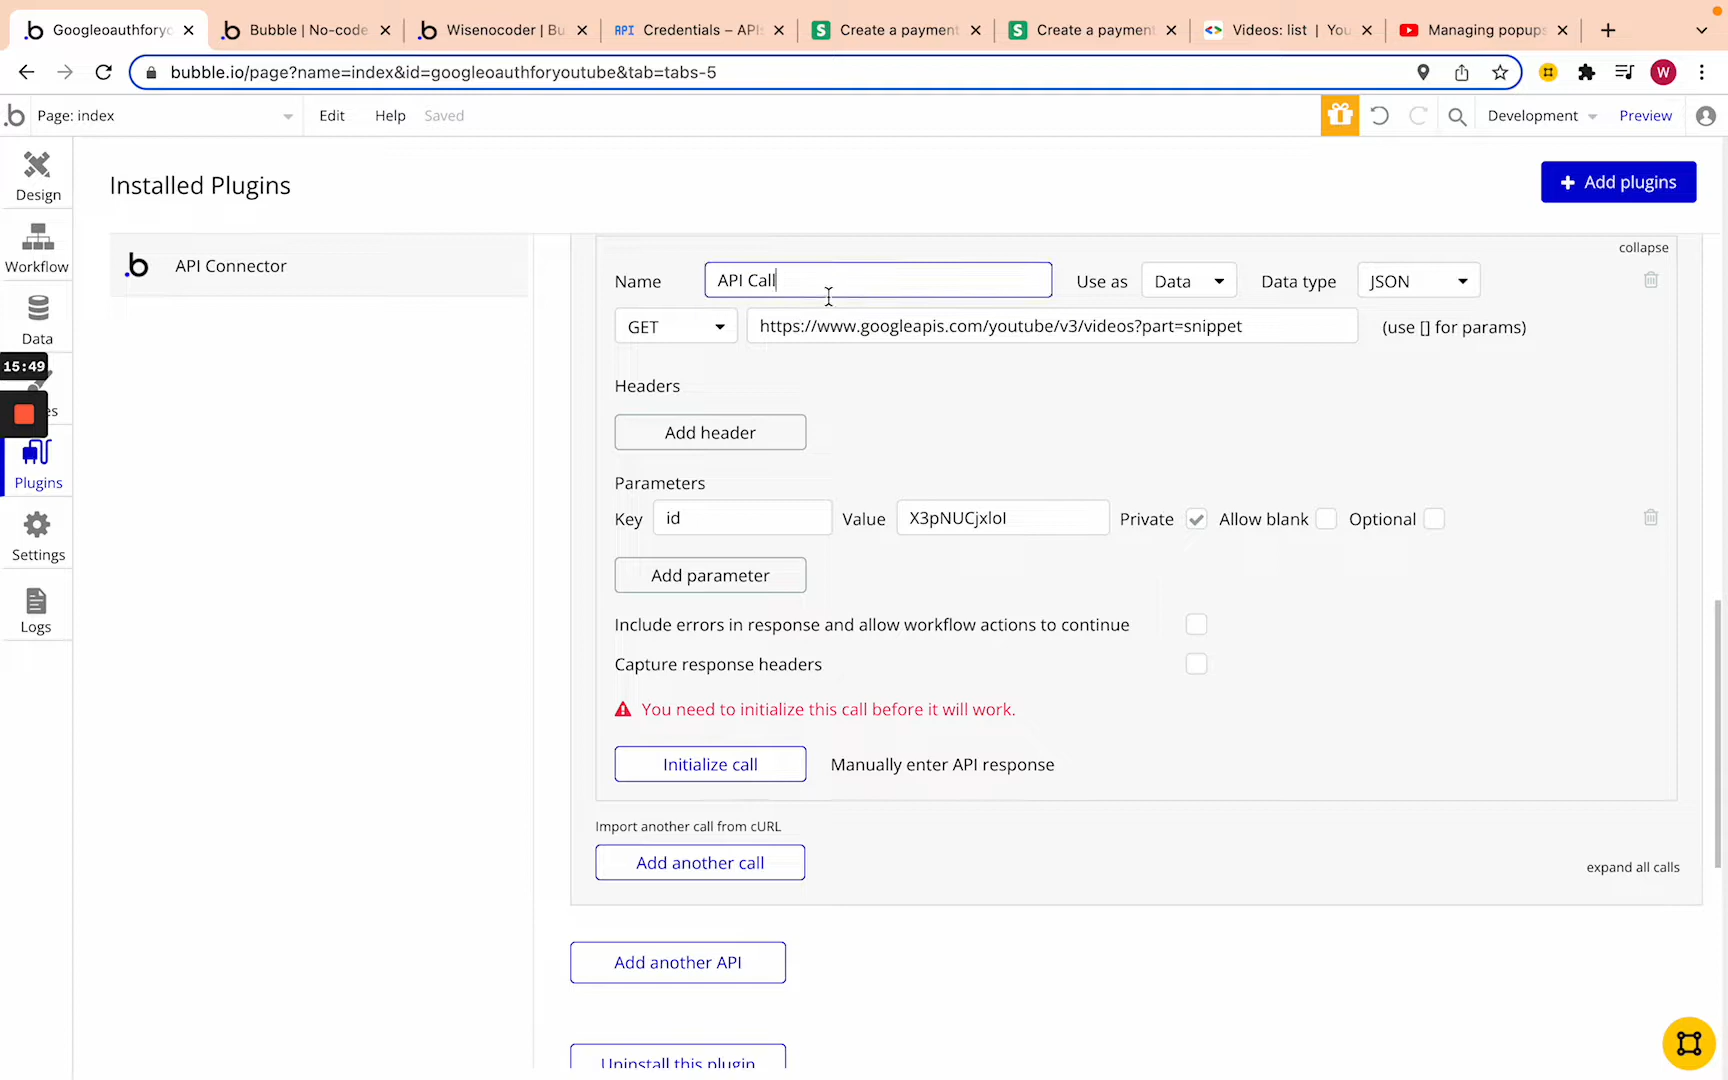 Googleoauthforyo
Bubble | No-code
Wisenocoder | Bu
API Credentials – APIs
S Create a payment
S Create a payment
Videos: list | You
Managing popups
bubble.io/page?name=index&id=googleoauthforyoutube&tab=tabs-5
W
b Page: index
Edit
Help
Saved
Development
Preview
Design
Workflow
Data
15:49
es
Plugins
Settings
Logs
Installed Plugins
+ Add plugins
b API Connector
collapse
Name API Call Use as Data Data type JSON
GET https://www.googleapis.com/youtube/v3/videos?part=snippet (use [] for params)
Headers
Add header
Parameters
Key id Value X3pNUCjxloI Private Allow blank Optional
Add parameter
Include errors in response and allow workflow actions to continue
Capture response headers
You need to initialize this call before it will work.
Initialize call Manually enter API response
Import another call from cURL
Add another call
expand all calls
Add another API
Uninstall this plugin